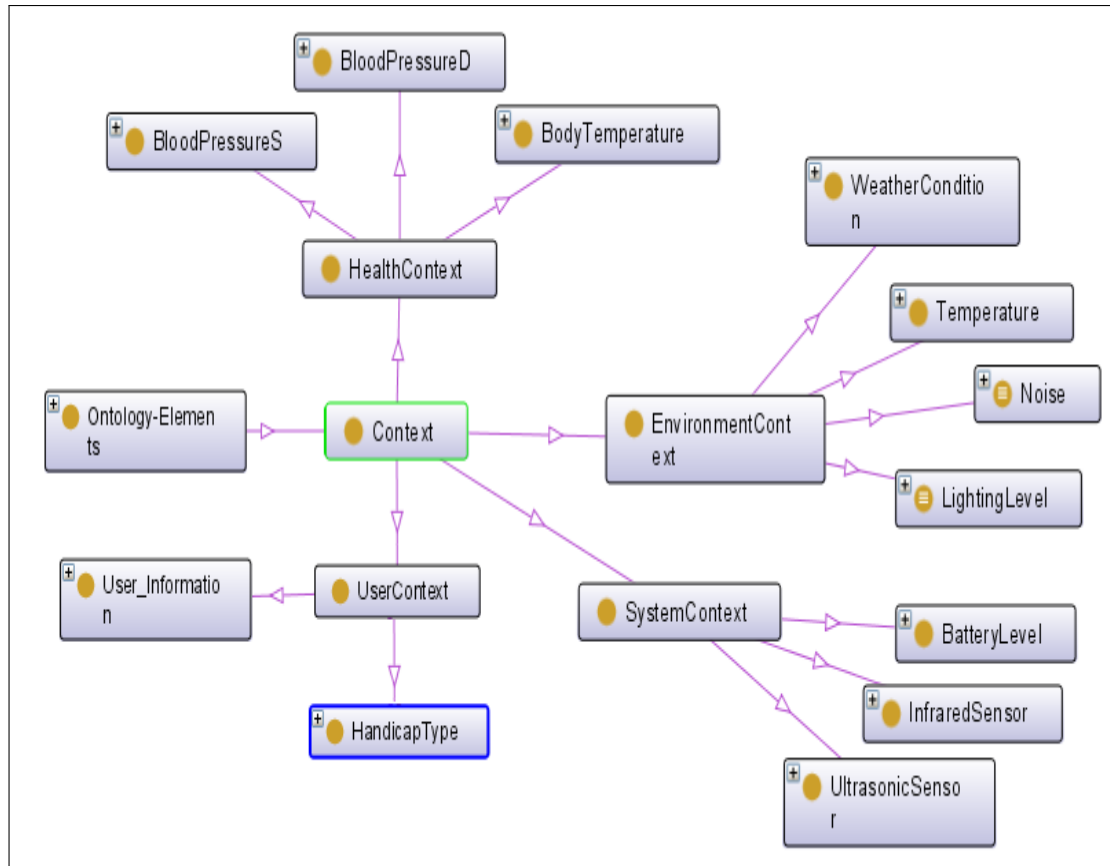 BloodPressureD
BloodPressureS
BodyTemperature
WeatherConditio
n
HealthContext
Temperature
Noise
Ontology-Elemen
ts
Context
EnvironmentCont
ext
LightingLevel
User_Informatio
n
UserContext
SystemContext
BatteryLevel
InfraredSensor
HandicapType
UltrasonicSenso
r